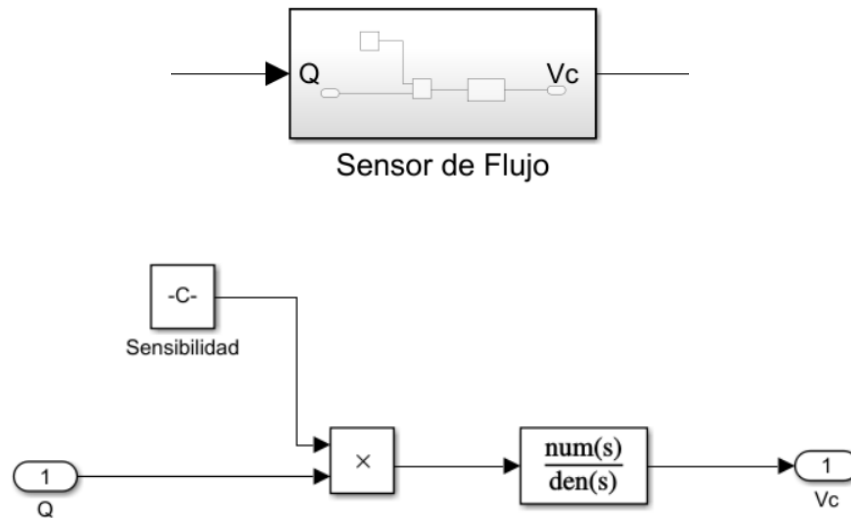 Q
Vc
Sensor de Flujo
-C-
Sensibilidad
×
num(s)
den(s)
1
Q
1
Vc